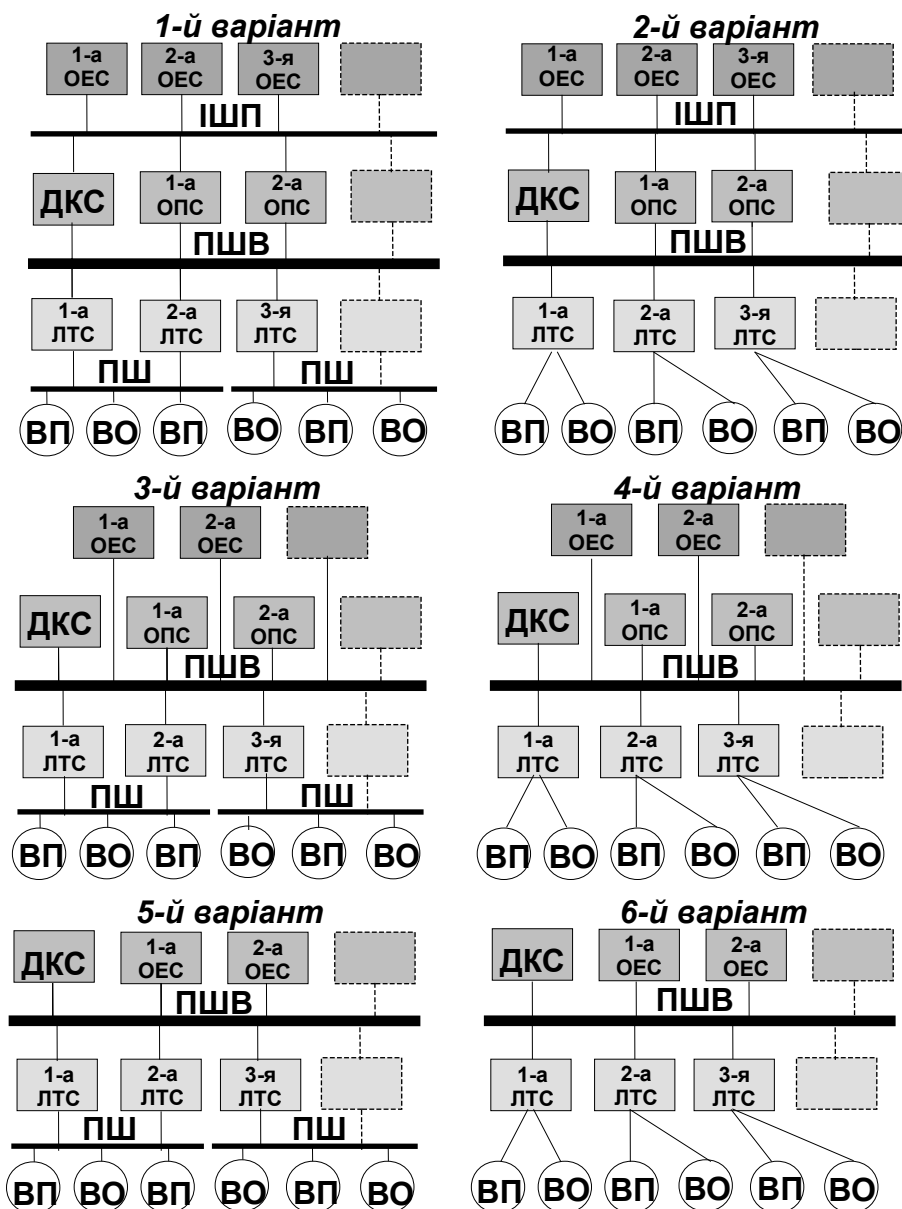 1-й варіант
1-а ОЕС
2-а ОЕС
3-я ОЕС
ІШП
ДКС
1-а ОПС
2-а ОПС
ПШВ
1-а ЛТС
2-а ЛТС
3-я ЛТС
ПШ ПШ
ВП ВО ВП ВО ВП ВО
2-й варіант
1-а ОЕС
2-а ОЕС
3-я ОЕС
ІШП
ДКС
1-а ОПС
2-а ОПС
ПШВ
1-а ЛТС
2-а ЛТС
3-я ЛТС
ВП ВО ВП ВО ВП ВО
3-й варіант
1-а ОЕС
2-а ОЕС
ДКС
1-а ОПС
2-а ОПС
ПШВ
1-а ЛТС
2-а ЛТС
3-я ЛТС
ПШ ПШ
ВП ВО ВП ВО ВП ВО
4-й варіант
1-а ОЕС
2-а ОЕС
ДКС
1-а ОПС
2-а ОПС
ПШВ
1-а ЛТС
2-а ЛТС
3-я ЛТС
ВП ВО ВП ВО ВП ВО
5-й варіант
ДКС
1-а ОЕС
2-а ОЕС
ПШВ
1-а ЛТС
2-а ЛТС
3-я ЛТС
ПШ ПШ
ВП ВО ВП ВО ВП ВО
6-й варіант
ДКС
1-а ОЕС
2-а ОЕС
ПШВ
1-а ЛТС
2-а ЛТС
3-я ЛТС
ВП ВО ВП ВО ВП ВО